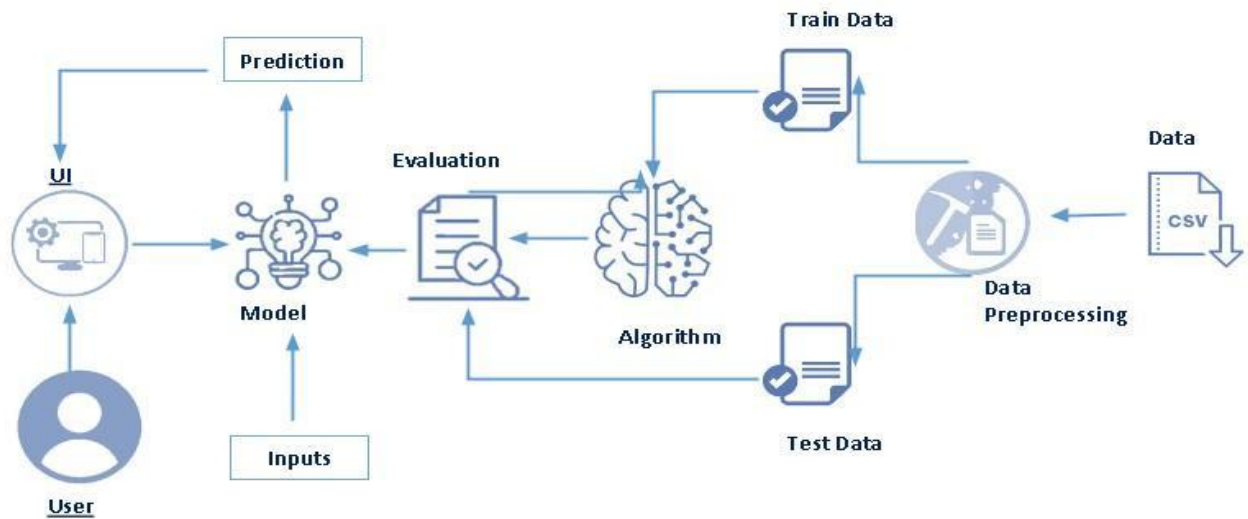 Train Data
Prediction
Data
Evaluation
UI
CSV
Model
Data
Preprocessing
Algorithm
Inputs
Test Data
User